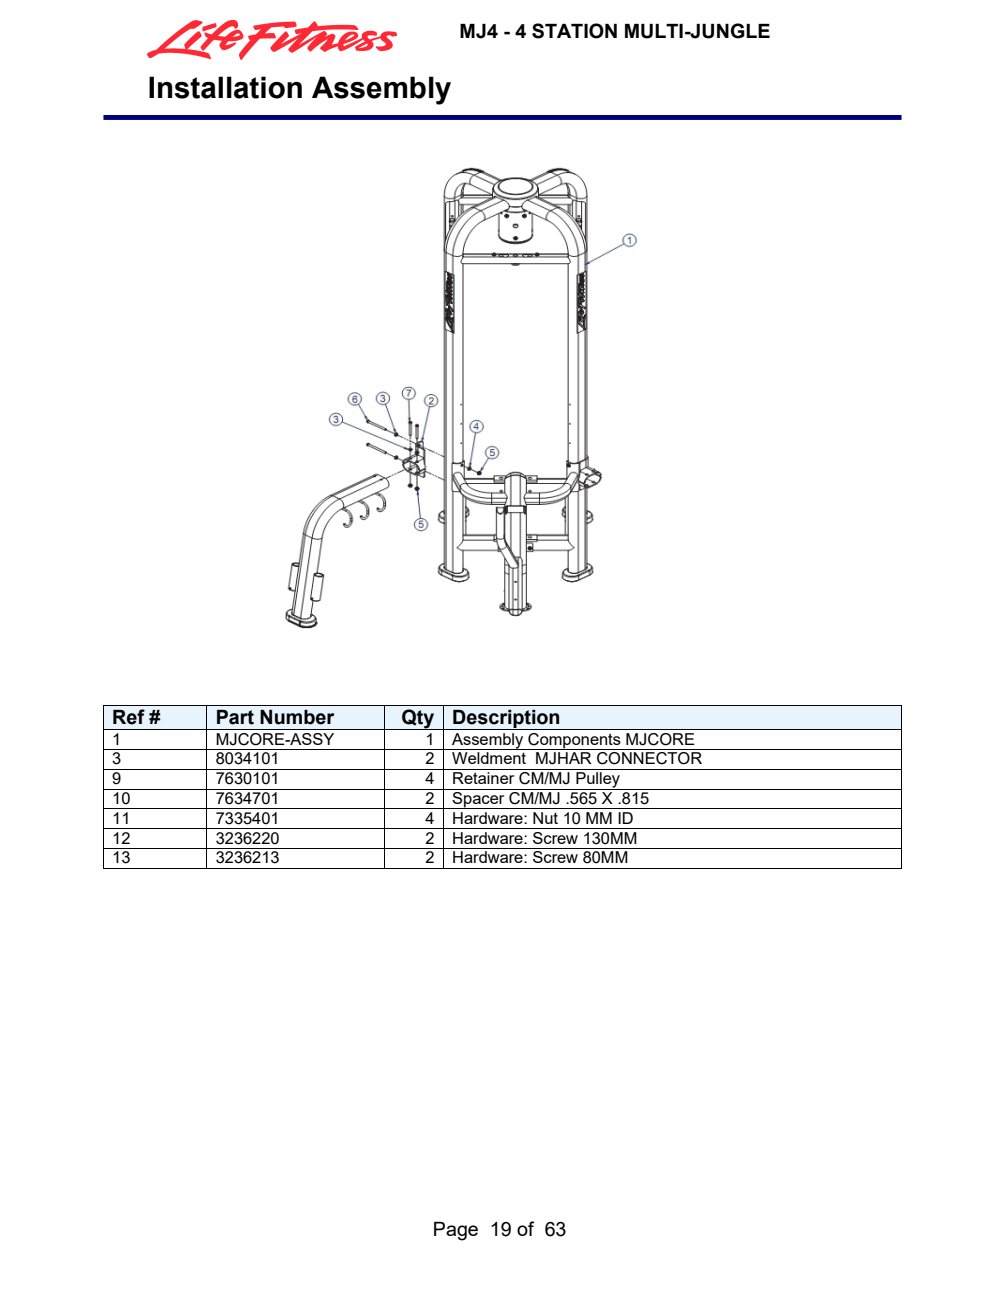 Life Fitness
MJ4 - 4 STATION MULTI-JUNGLE
Installation Assembly
1
7
6
3
2
3
4
5
5
Ref # Part Number Qty Description
1 MJCORE-ASSY 1 Assembly Components MJCORE
3 8034101 2 Weldment MJHAR CONNECTOR
9 7630101 4 Retainer CM/MJ Pulley
10 7634701 2 Spacer CM/MJ .565 X .815
11 7335401 4 Hardware: Nut 10 MM ID
12 3236220 2 Hardware: Screw 130MM
13 3236213 2 Hardware: Screw 80MM
Page 19 of 63